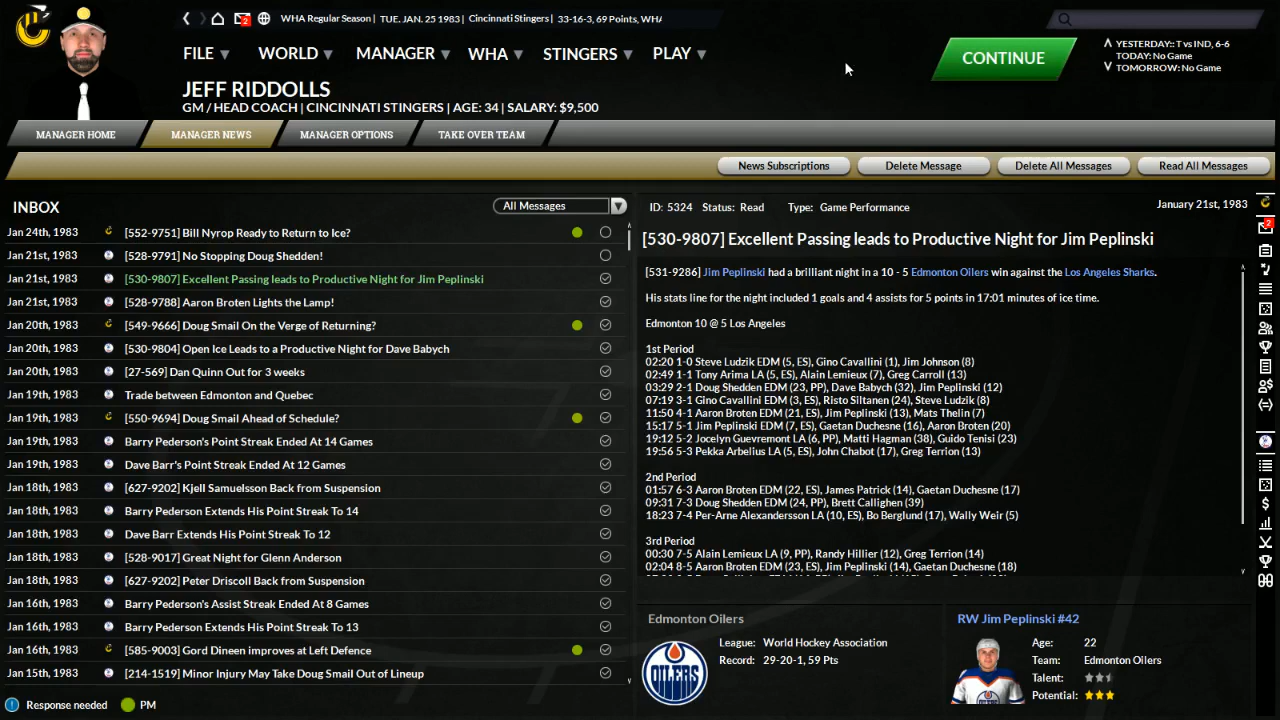 2
WHA Regular Season | TUE. JAN. 25 1983 | Cincinnati Stingers | 33-16-3, 69 Points, WHA
FILE WORLD MANAGER WHA STINGERS PLAY
CONTINUE
YESTERDAY:: T vs IND, 6-6
TODAY: No Game
TOMORROW: No Game
JEFF RIDDOLLS
GM / HEAD COACH | CINCINNATI STINGERS | AGE: 34 | SALARY: $9,500
MANAGER HOME MANAGER NEWS MANAGER OPTIONS TAKE OVER TEAM
News Subscriptions Delete Message Delete All Messages Read All Messages
INBOX
All Messages
Jan 24th, 1983 [552-9751] Bill Nyrop Ready to Return to Ice?
Jan 21st, 1983 [528-9791] No Stopping Doug Shedden!
Jan 21st, 1983 [530-9807] Excellent Passing leads to Productive Night for Jim Peplinski
Jan 21st, 1983 [528-9788] Aaron Broten Lights the Lamp!
Jan 20th, 1983 [549-9666] Doug Smail On the Verge of Returning?
Jan 20th, 1983 [530-9804] Open Ice Leads to a Productive Night for Dave Babych
Jan 20th, 1983 [27-569] Dan Quinn Out for 3 weeks
Jan 19th, 1983 Trade between Edmonton and Quebec
Jan 19th, 1983 [550-9694] Doug Smail Ahead of Schedule?
Jan 19th, 1983 Barry Pederson's Point Streak Ended At 14 Games
Jan 19th, 1983 Dave Barr's Point Streak Ended At 12 Games
Jan 18th, 1983 [627-9202] Kjell Samuelsson Back from Suspension
Jan 18th, 1983 Barry Pederson Extends His Point Streak To 14
Jan 18th, 1983 Dave Barr Extends His Point Streak To 12
Jan 18th, 1983 [528-9017] Great Night for Glenn Anderson
Jan 18th, 1983 [627-9202] Peter Driscoll Back from Suspension
Jan 16th, 1983 Barry Pederson's Assist Streak Ended At 8 Games
Jan 16th, 1983 Barry Pederson Extends His Point Streak To 13
Jan 16th, 1983 [585-9003] Gord Dineen improves at Left Defence
Jan 15th, 1983 [214-1519] Minor Injury May Take Doug Smail Out of Lineup
Response needed PM
ID: 5324 Status: Read Type: Game Performance January 21st, 1983
[530-9807] Excellent Passing leads to Productive Night for Jim Peplinski
[531-9286] Jim Peplinski had a brilliant night in a 10 - 5 Edmonton Oilers win against the Los Angeles Sharks.
His stats line for the night included 1 goals and 4 assists for 5 points in 17:01 minutes of ice time.
Edmonton 10 @ 5 Los Angeles
1st Period
02:20 1-0 Steve Ludzik EDM (5, ES), Gino Cavallini (1), Jim Johnson (8)
02:49 1-1 Tony Arima LA (5, ES), Alain Lemieux (7), Greg Carroll (13)
03:29 2-1 Doug Shedden EDM (23, PP), Dave Babych (32), Jim Peplinski (12)
07:19 3-1 Gino Cavallini EDM (3, ES), Risto Siltanen (24), Steve Ludzik (8)
11:50 4-1 Aaron Broten EDM (21, ES), Jim Peplinski (13), Mats Thelin (7)
15:17 5-1 Jim Peplinski EDM (7, ES), Gaetan Duchesne (16), Aaron Broten (20)
19:12 5-2 Jocelyn Guevremont LA (6, PP), Matti Hagman (38), Guido Tenisi (23)
19:56 5-3 Pekka Arbelius LA (5, ES), John Chabot (17), Greg Terrion (13)
2nd Period
01:57 6-3 Aaron Broten EDM (22, ES), James Patrick (14), Gaetan Duchesne (17)
09:31 7-3 Doug Shedden EDM (24, PP), Brett Callighen (39)
18:23 7-4 Per-Arne Alexandersson LA (10, ES), Bo Berglund (17), Wally Weir (5)
3rd Period
00:30 7-5 Alain Lemieux LA (9, PP), Randy Hillier (12), Greg Terrion (14)
02:04 8-5 Aaron Broten EDM (23, ES), Jim Peplinski (14), Gaetan Duchesne (18)
Edmonton Oilers
League: World Hockey Association
Record: 29-20-1, 59 Pts
OILERS
RW Jim Peplinski #42
Age: 22
Team: Edmonton Oilers
Talent:
Potential:
2